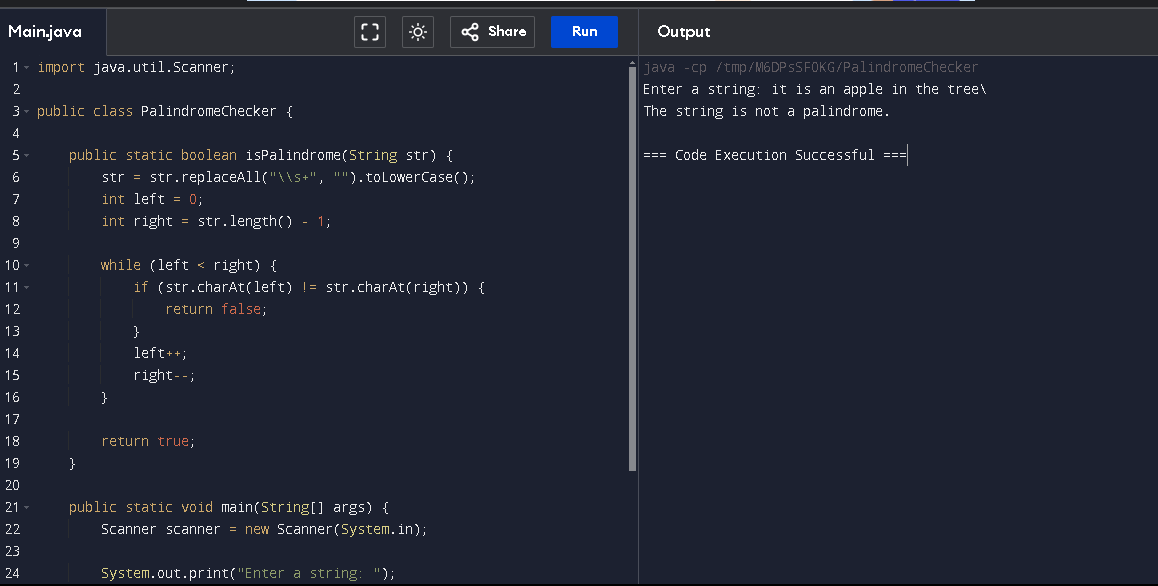 Main.java
Share
Run
Output
1 import java.util.Scanner;
2
3 public class PalindromeChecker {
4
5 public static boolean isPalindrome(String str) {
6 str = str.replaceAll("\\s+", "").toLowerCase();
7 int left = 0;
8 int right = str.length() - 1;
9
10 while (left < right) {
11 if (str.charAt(left) != str.charAt(right)) {
12 return false;
13 }
14 left++;
15 right--;
16 }
17
18 return true;
19 }
20
21 public static void main(String[] args) {
22 Scanner scanner = new Scanner(System.in);
23
24 System.out.print("Enter a string: ");
java -cp /tmp/M6DPsSFOKG/PalindromeChecker
Enter a string: it is an apple in the tree\
The string is not a palindrome.
=== Code Execution Successful ===